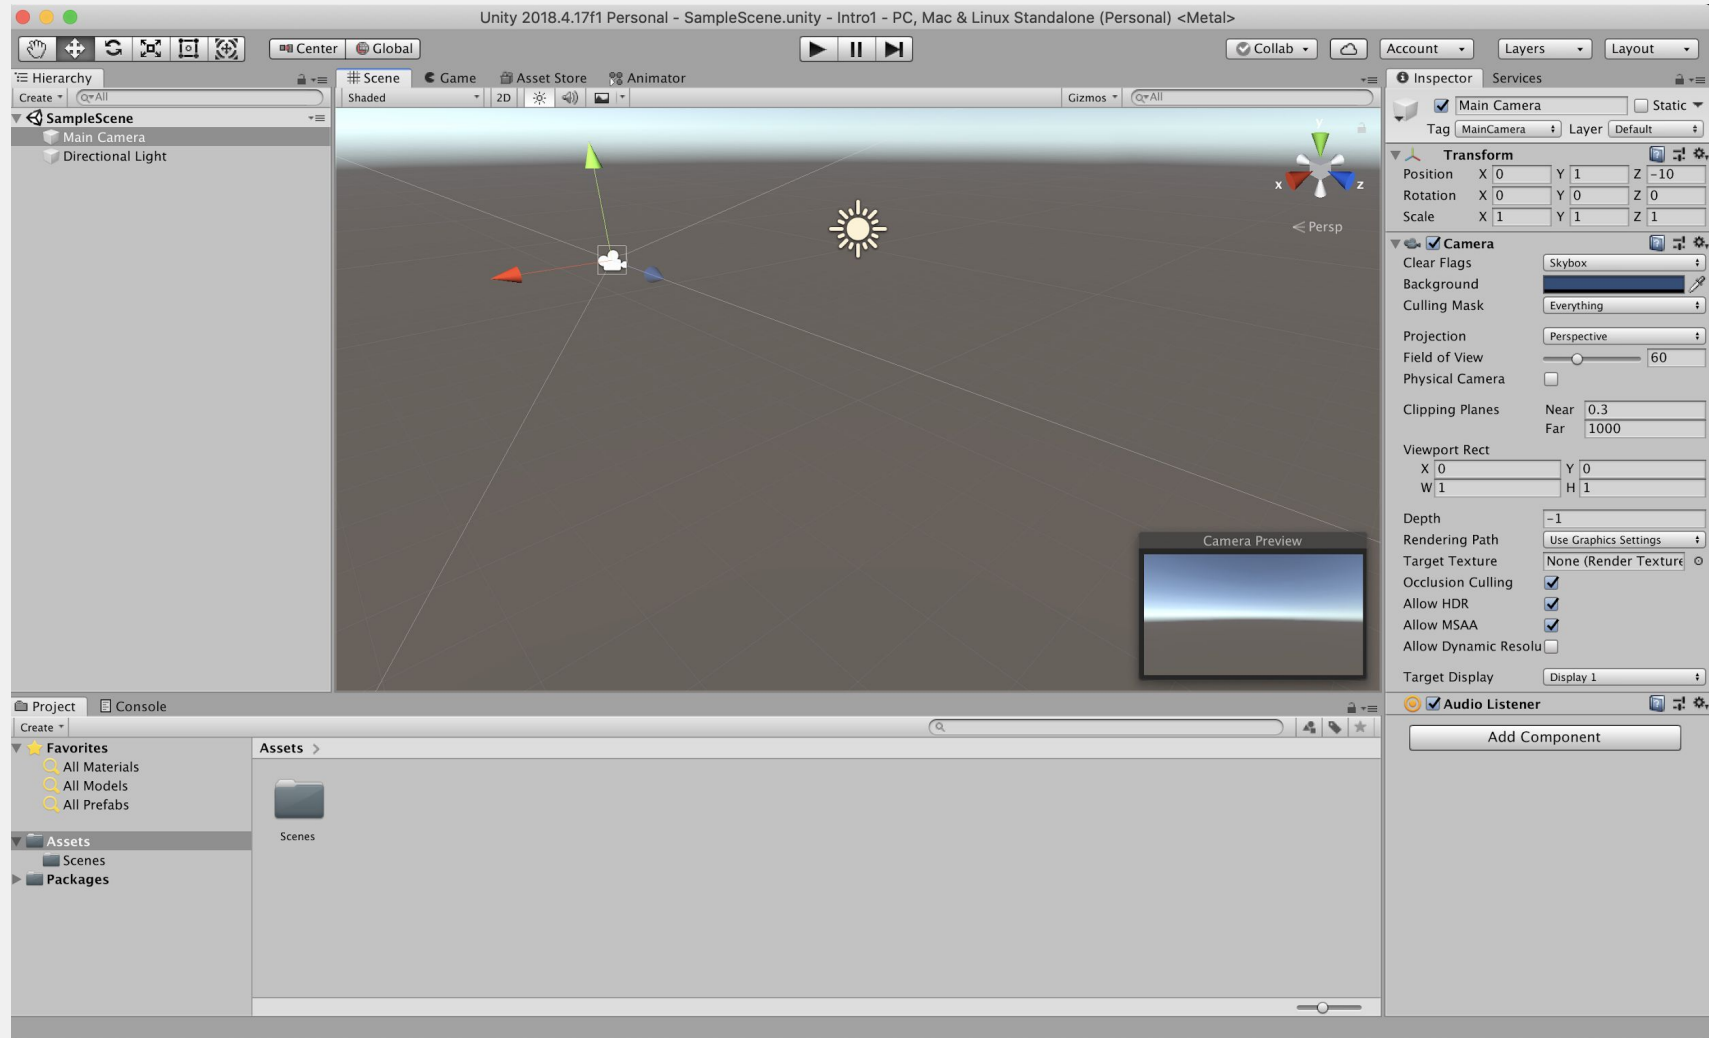 Unity 2018.4.17f1 Personal - SampleScene.unity - Intro1 - PC, Mac & Linux Standalone (Personal) <Metal>
Center Global Collab Account Layers Layout
Hierarchy
Create All
SampleScene
Main Camera
Directional Light
Scene Game Asset Store Animator
Shaded 2D Gizmos All
y
x z
Persp
Camera Preview
Inspector Services
Main Camera Static
Tag MainCamera Layer Default
Transform
Position X 0 Y 1 Z -10
Rotation X 0 Y 0 Z 0
Scale X 1 Y 1 Z 1
Camera
Clear Flags Skybox
Background
Culling Mask Everything
Projection Perspective
Field of View 60
Physical Camera
Clipping Planes Near 0.3
Far 1000
Viewport Rect
X 0 Y 0
W 1 H 1
Depth -1
Rendering Path Use Graphics Settings
Target Texture None (Render Texture
Occlusion Culling
Allow HDR
Allow MSAA
Allow Dynamic Resolu
Target Display Display 1
Audio Listener
Add Component
Project Console
Create
Favorites
All Materials
All Models
All Prefabs
Assets
Scenes
Packages
Assets >
Scenes